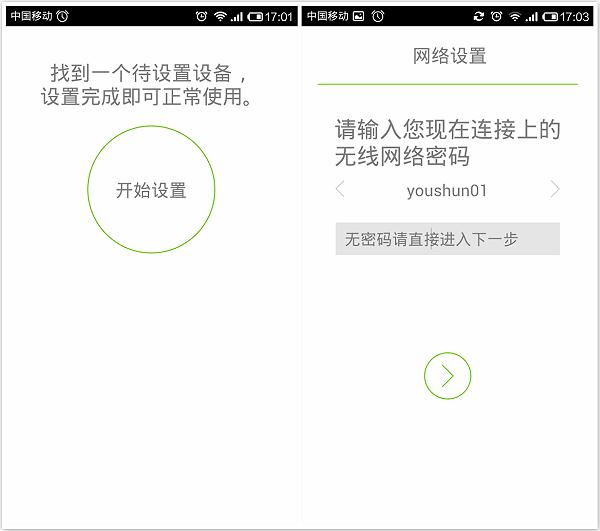 中国移动 17:01
找到一个待设置设备，
设置完成即可正常使用。
开始设置
中国移动 17:03
网络设置
请输入您现在连接上的
无线网络密码
youshun01
无密码请直接进入下一步